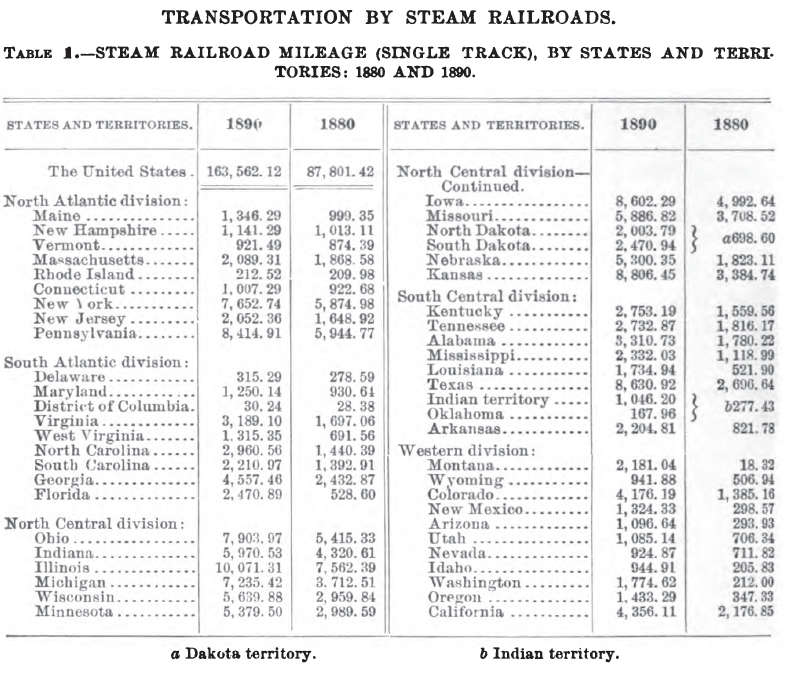 TRANSPORTATION BY STEAM RAILROADS.
TABLE 1.—STEAM RAILROAD MILEAGE (SINGLE TRACK), BY STATES AND TERRI-
TORIES: 1880 AND 1890.
STATES AND TERRITORIES. 1890 1880
The United States. 163,562.12 87,801.42
North Atlantic division:
Maine 1,346.29 999.35
New Hampshire 1,141.29 1,013.11
Vermont 921.49 874.39
Massachusetts 2,089.31 1,868.58
Rhode Island 212.52 209.98
Connecticut 1,007.29 922.68
New York 7,652.74 5,874.98
New Jersey 2,052.36 1,648.92
Pennsylvania 8,414.91 5,944.77
South Atlantic division:
Delaware 315.29 278.59
Maryland 1,250.14 930.64
District of Columbia. 30.24 28.38
Virginia 3,189.10 1,697.06
West Virginia 1.315.35 691.56
North Carolina 2,960.56 1,440.39
South Carolina 2,210.97 1,392.91
Georgia 4,557.46 2,432.87
Florida 2,470.89 528.60
North Central division:
Ohio 7,903.97 5,415.33
Indiana 5,970.53 4,320.61
Illinois 10,071.31 7,562.39
Michigan 7,235.42 3.712.51
Wisconsin 5,639.88 2,959.84
Minnesota 5,379.50 2,989.59
STATES AND TERRITORIES. 1890 1880
North Central division—
Continued.
Iowa 8,602.29 4,992.64
Missouri 5,886.82 3,708.52
North Dakota 2,003.79
a698.60
South Dakota 2,470.94
Nebraska 5,300.35 1,823.11
Kansas 8,806.45 3,384.74
South Central division:
Kentucky 2,753.19 1,559.56
Tennessee 2,732.87 1,816.17
Alabama 3,310.73 1,780.22
Mississippi 2,332.03 1,118.99
Louisiana 1,734.94 521.90
Texas 8,630.92 2,696.64
Indian territory 1,046.20
b277.43
Oklahoma 167.96
Arkansas 2,204.81 821.78
Western division:
Montana 2,181.04 18.32
Wyoming 941.88 506.94
Colorado 4,176.19 1,385.16
New Mexico 1,324.33 298.57
Arizona 1,096.64 293.93
Utah 1,085.14 706.34
Nevada 924.87 711.82
Idaho 944.91 205.83
Washington 1,774.62 212.00
Oregon 1.433.29 347.33
California 4,356.11 2,176.85
a Dakota territory.
b Indian territory.